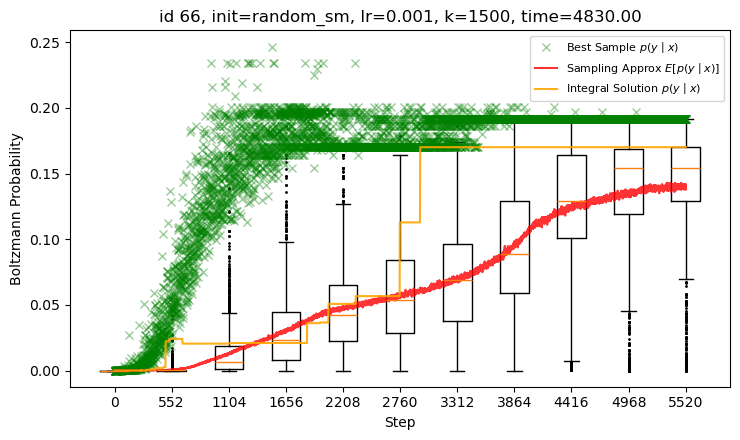 id 66, init=random_sm, lr=0.001, k=1500, time=4830.00
Best Sample p(y | x)
Sampling Approx E[p(y | x)]
Integral Solution p(y | x)
Boltzmann Probability
0.25
0.20
0.15
0.10
0.05
0.00
0 552 1104 1656 2208 2760 3312 3864 4416 4968 5520
Step